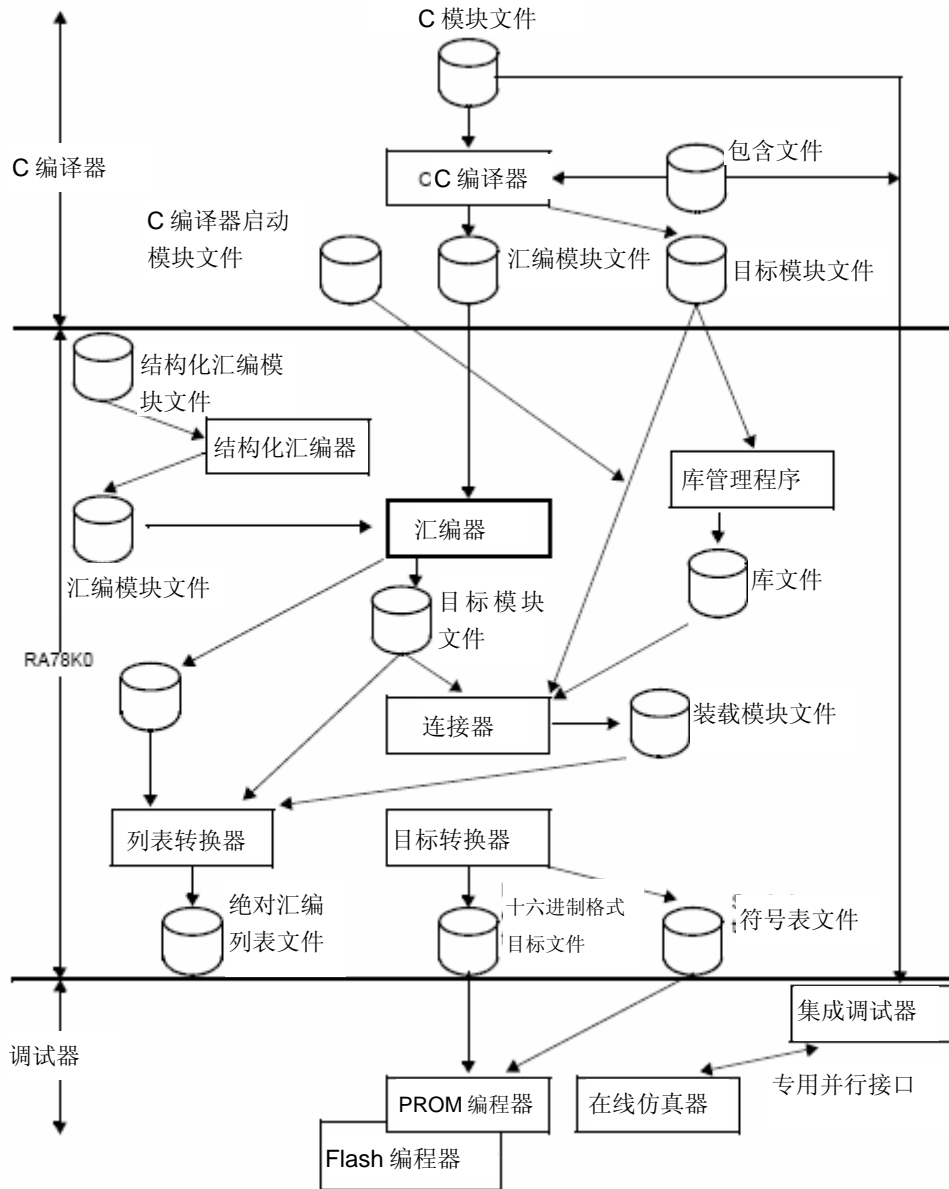 C 模块文件
包含文件
C 编译器
C 编译器
C 编译器启动
模块文件
汇编模块文件
目标模块文件
结构化汇编模
块文件
结构化汇编器
库管理程序
汇编器
汇编模块文件
目标模块
文件
库文件
RA78K0
连接器
装载模块文件
列表转换器
目标转换器
绝对汇编
列表文件
十六进制格式
目标文件
符号表文件
集成调试器
调试器
专用并行接口
PROM 编程器
在线仿真器
Flash 编程器